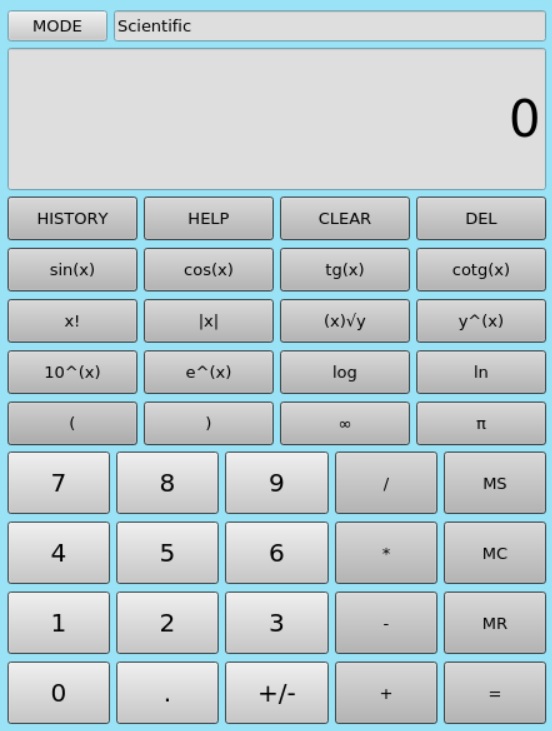 MODE Scientific
0
HISTORY HELP CLEAR DEL
sin(x) cos(x) tg(x) cotg(x)
x! |x| (x)√y y^(x)
10^(x) e^(x) log ln
( ) ∞ π
7 8 9 / MS
4 5 6 * MC
1 2 3 - MR
0 . +/- + =